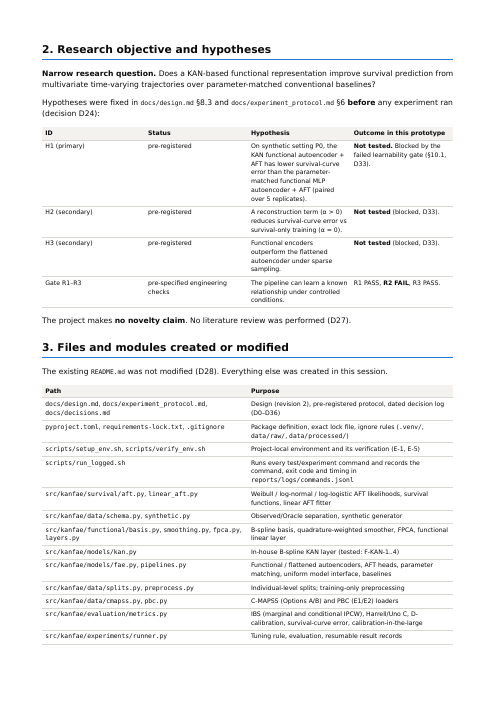 2. Research objective and hypotheses
Narrow research question. Does a KAN-based functional representation improve survival prediction from
multivariate time-varying trajectories over parameter-matched conventional baselines?
Hypotheses were fixed in docs/design.md §8.3 and docs/experiment_protocol.md §6 before any experiment ran
(decision D24):
ID Status Hypothesis Outcome in this prototype
H1 (primary) pre-registered On synthetic setting P0, the Not tested. Blocked by the
KAN functional autoencoder + failed learnability gate (§10.1,
AFT has lower survival-curve D33).
error than the parameter-
matched functional MLP
autoencoder + AFT (paired
over 5 replicates).
H2 (secondary) pre-registered A reconstruction term (α > 0) Not tested (blocked, D33).
reduces survival-curve error vs
survival-only training (α = 0).
H3 (secondary) pre-registered Functional encoders Not tested (blocked, D33).
outperform the flattened
autoencoder under sparse
sampling.
Gate R1–R3 pre-specified engineering The pipeline can learn a known R1 PASS, R2 FAIL, R3 PASS.
checks relationship under controlled
conditions.
The project makes no novelty claim. No literature review was performed (D27).
3. Files and modules created or modified
The existing README.md was not modified (D28). Everything else was created in this session.
Path Purpose
docs/design.md, docs/experiment_protocol.md, Design (revision 2), pre-registered protocol, dated decision log
docs/decisions.md (D0–D36)
pyproject.toml, requirements-lock.txt, .gitignore Package definition, exact lock file, ignore rules (.venv/,
data/raw/, data/processed/)
scripts/setup_env.sh, scripts/verify_env.sh Project-local environment and its verification (E-1, E-5)
scripts/run_logged.sh Runs every test/experiment command and records the
command, exit code and timing in
reports/logs/commands.jsonl
src/kanfae/survival/aft.py, linear_aft.py Weibull / log-normal / log-logistic AFT likelihoods, survival
functions, linear AFT fitter
src/kanfae/data/schema.py, synthetic.py Observed/Oracle separation, synthetic generator
src/kanfae/functional/basis.py, smoothing.py, fpca.py, B-spline basis, quadrature-weighted smoother, FPCA, functional
layers.py linear layer
src/kanfae/models/kan.py In-house B-spline KAN layer (tested: F-KAN-1..4)
src/kanfae/models/fae.py, pipelines.py Functional / flattened autoencoders, AFT heads, parameter
matching, uniform model interface, baselines
src/kanfae/data/splits.py, preprocess.py Individual-level splits; training-only preprocessing
src/kanfae/data/cmapss.py, pbc.py C-MAPSS (Options A/B) and PBC (E1/E2) loaders
src/kanfae/evaluation/metrics.py IBS (marginal and conditional IPCW), Harrell/Uno C, D-
calibration, survival-curve error, calibration-in-the-large
src/kanfae/experiments/runner.py Tuning rule, evaluation, resumable result records